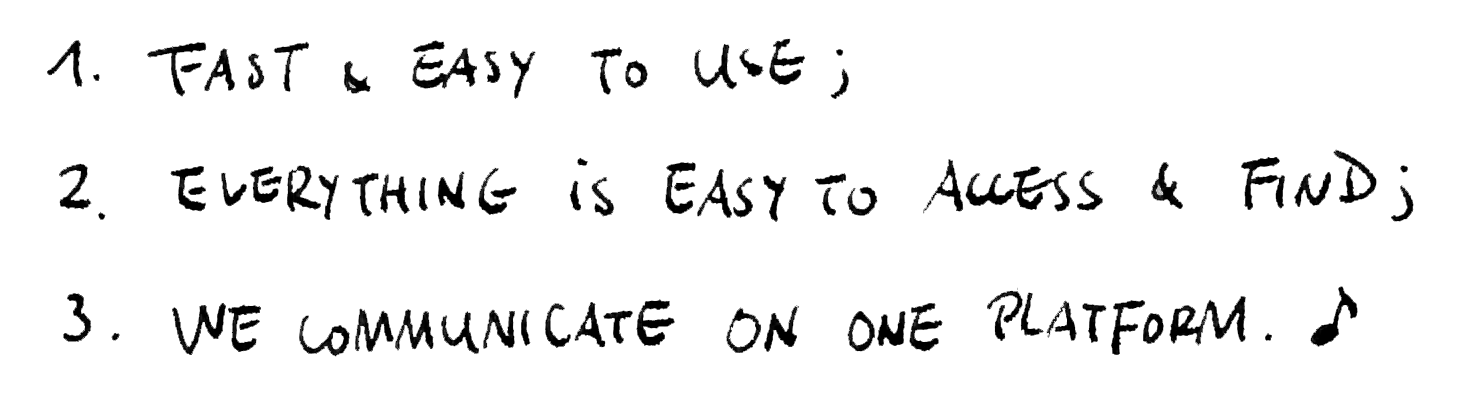 1. FAST & EASY TO USE;
2. EVERYTHING is EASY TO ACCESS & FIND;
3. WE COMMUNICATE ON ONE PLATFORM. ♪